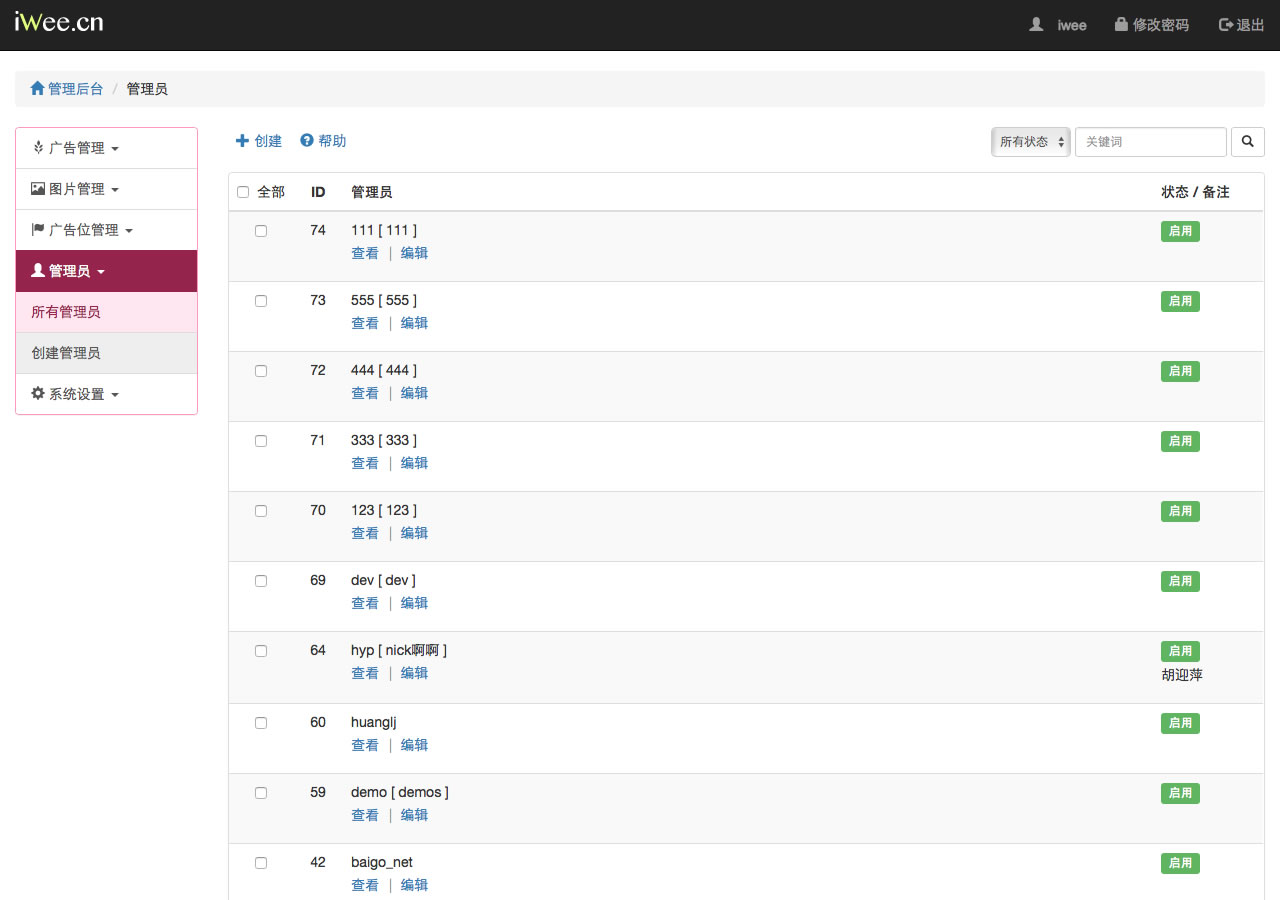 iWee.cn
iwee 修改密码 退出
管理后台 / 管理员
广告管理
图片管理
广告位管理
管理员
所有管理员
创建管理员
系统设置
创建 帮助 所有状态 关键词
全部 ID 管理员 状态 / 备注
74 111 [ 111 ] 启用
查看 | 编辑
73 555 [ 555 ] 启用
查看 | 编辑
72 444 [ 444 ] 启用
查看 | 编辑
71 333 [ 333 ] 启用
查看 | 编辑
70 123 [ 123 ] 启用
查看 | 编辑
69 dev [ dev ] 启用
查看 | 编辑
64 hyp [ nick啊啊 ] 启用
查看 | 编辑 胡迎萍
60 huanglj 启用
查看 | 编辑
59 demo [ demos ] 启用
查看 | 编辑
42 baigo_net 启用
查看 | 编辑